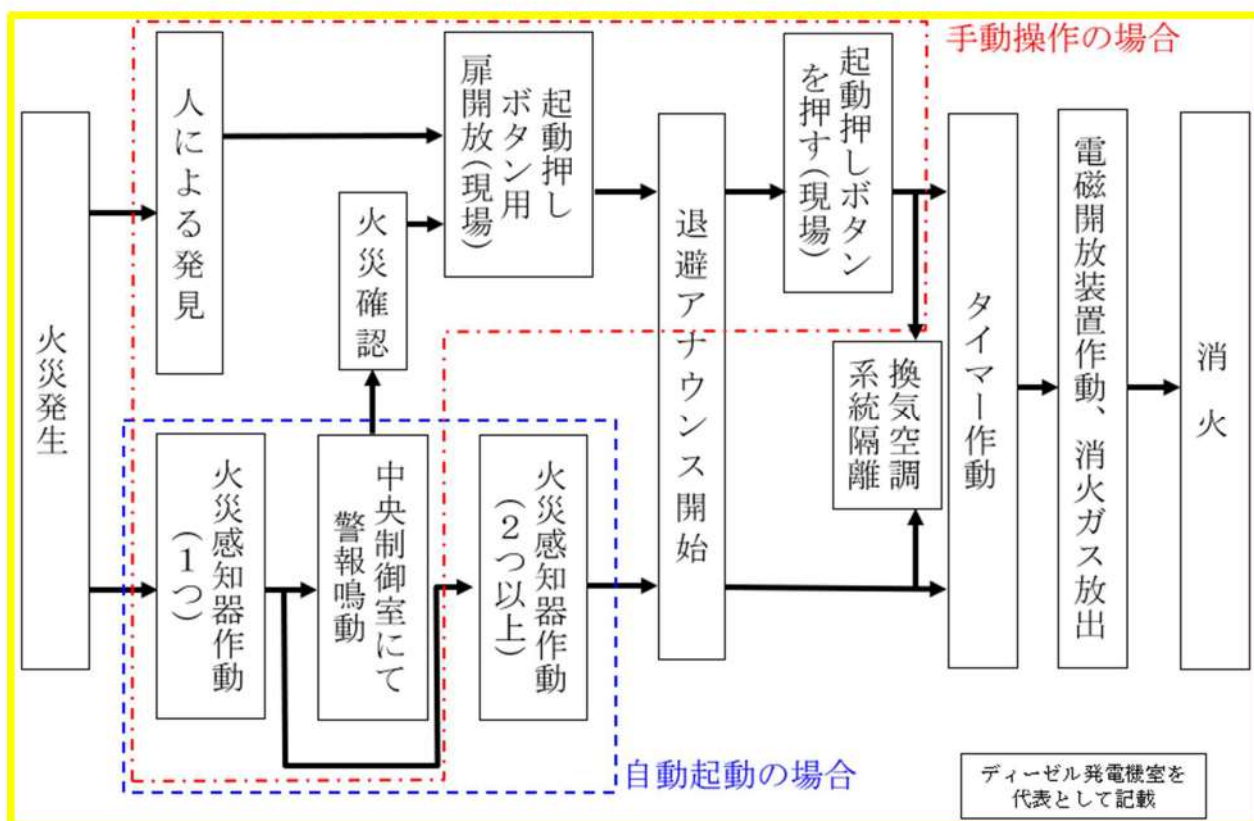 手動操作の場合
火災発生
人による発見
火災確認
起動押し
ボタン用
扉開放(現場)
退避アナウンス開始
起動押しボタン
を押す(現場)
換気空調
系統隔離
タイマー作動
電磁開放装置作動、消火ガス放出
消火
火災感知器作動
(1つ)
中央制御室にて
警報鳴動
火災感知器作動
(2つ以上)
自動起動の場合
ディーゼル発電機室を
代表として記載